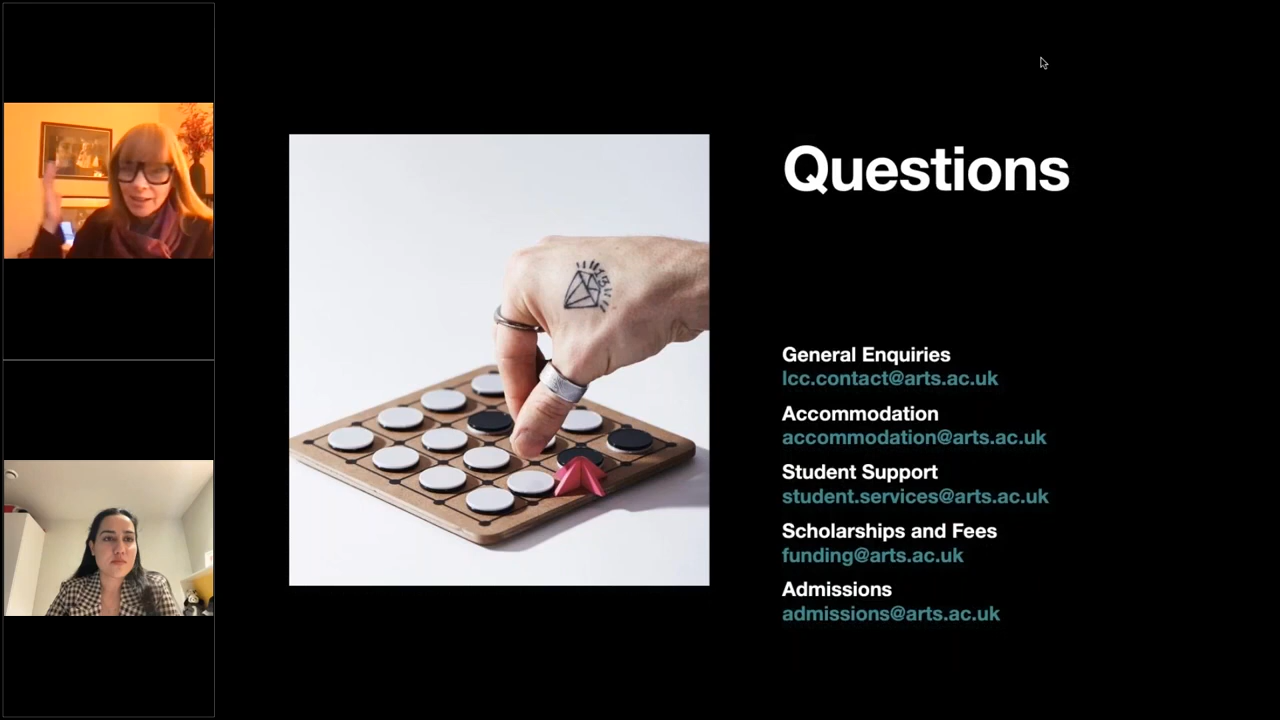 Questions
General Enquiries
lcc.contact@arts.ac.uk
Accommodation
accommodation@arts.ac.uk
Student Support
student.services@arts.ac.uk
Scholarships and Fees
funding@arts.ac.uk
Admissions
admissions@arts.ac.uk